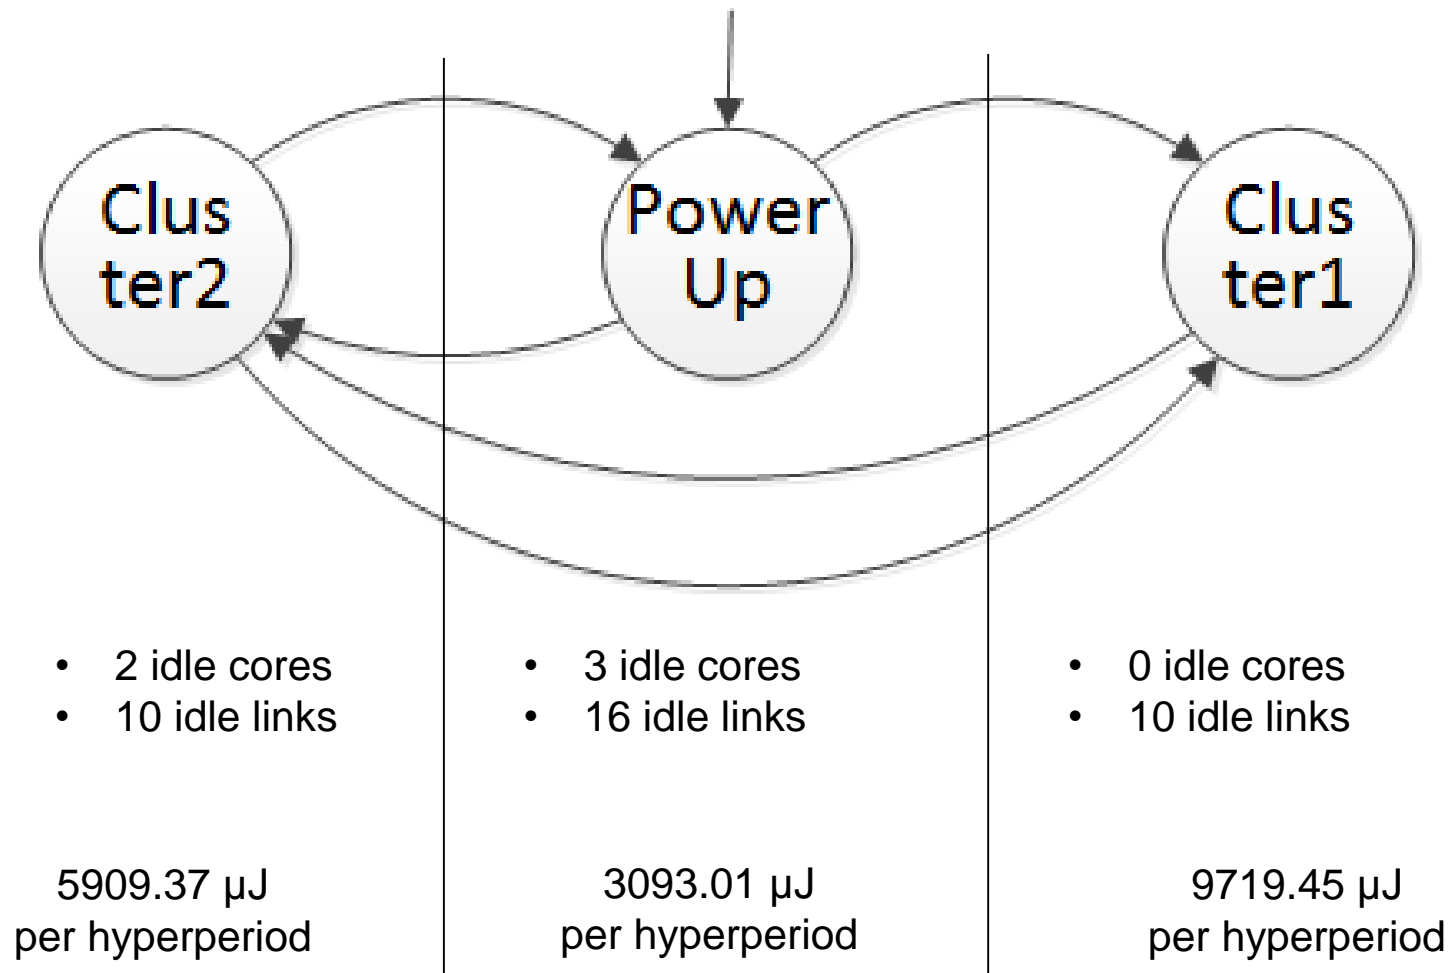 Clus
ter2
Power
Up
Clus
ter1
• 2 idle cores
• 10 idle links
• 3 idle cores
• 16 idle links
• 0 idle cores
• 10 idle links
5909.37 µJ
per hyperperiod
3093.01 µJ
per hyperperiod
9719.45 µJ
per hyperperiod